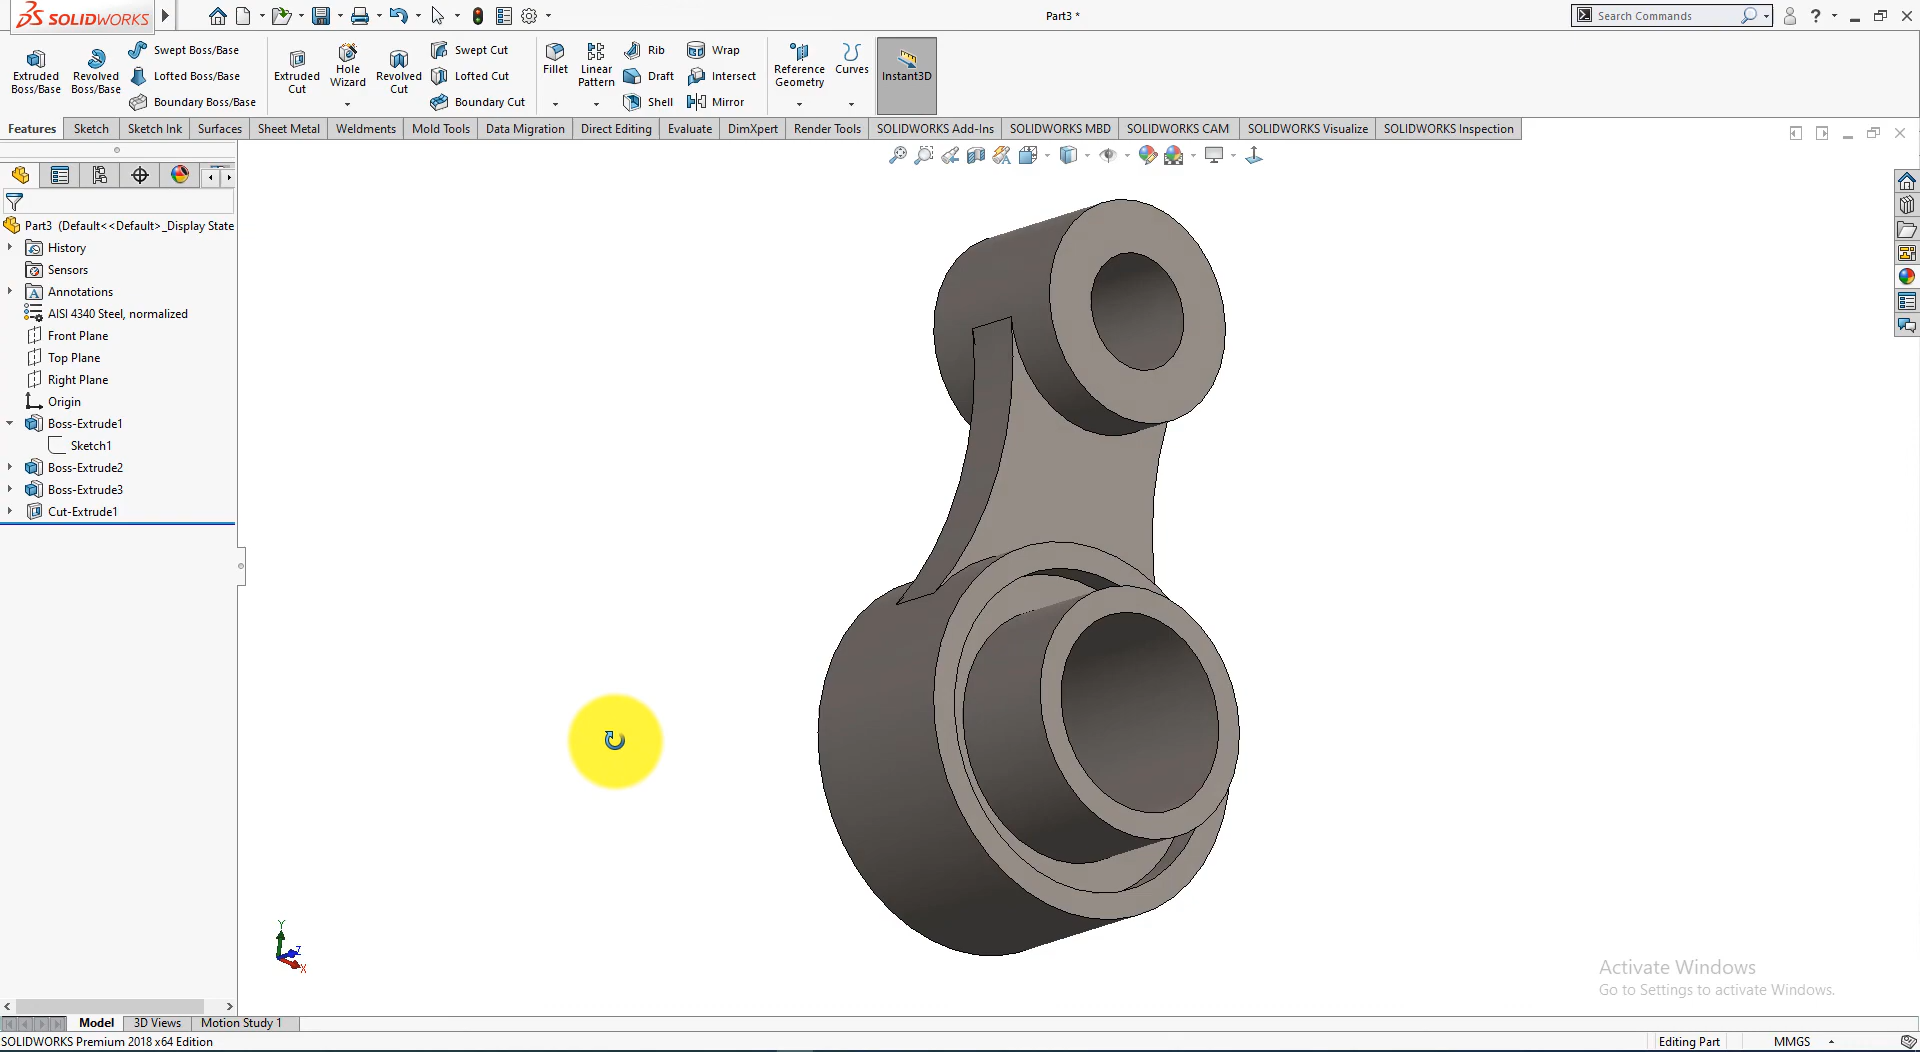 SOLIDWORKS
Part3 *
Search Commands
Extruded Boss/Base
Revolved Boss/Base
Swept Boss/Base
Lofted Boss/Base
Boundary Boss/Base
Extruded Cut
Hole Wizard
Revolved Cut
Swept Cut
Lofted Cut
Boundary Cut
Fillet
Linear Pattern
Rib
Draft
Shell
Wrap
Intersect
Mirror
Reference Geometry
Curves
Instant3D
Features
Sketch
Sketch Ink
Surfaces
Sheet Metal
Weldments
Mold Tools
Data Migration
Direct Editing
Evaluate
DimXpert
Render Tools
SOLIDWORKS Add-Ins
SOLIDWORKS MBD
SOLIDWORKS CAM
SOLIDWORKS Visualize
SOLIDWORKS Inspection
Part3 (Default<<Default>_Display State
History
Sensors
Annotations
AISI 4340 Steel, normalized
Front Plane
Top Plane
Right Plane
Origin
Boss-Extrude1
Sketch1
Boss-Extrude2
Boss-Extrude3
Cut-Extrude1
Y
Z
X
Activate Windows
Go to Settings to activate Windows.
Model
3D Views
Motion Study 1
SOLIDWORKS Premium 2018 x64 Edition
Editing Part
MMGS